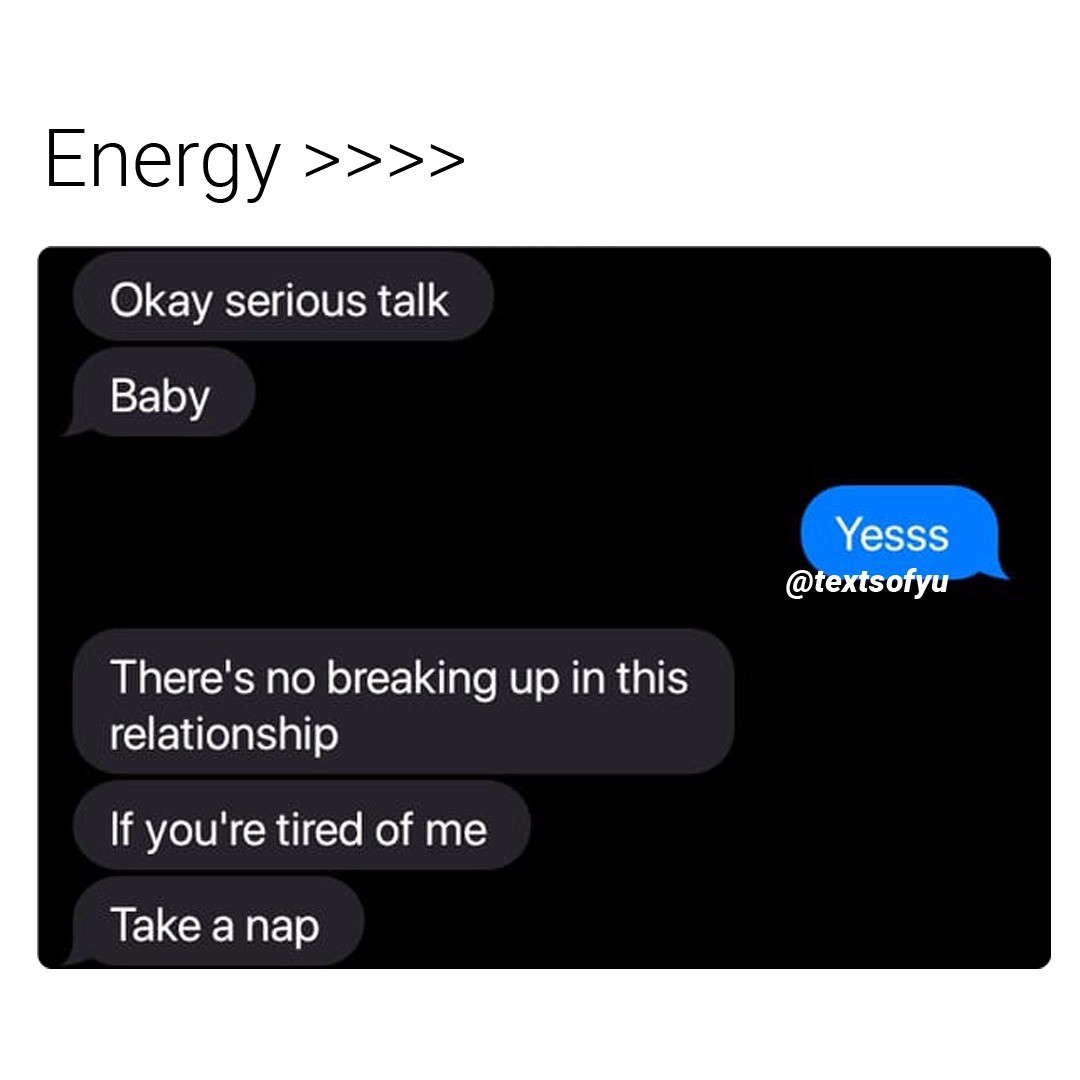 Energy >>>>
Okay serious talk
Baby
Yesss
@textsofyu
There's no breaking up in this
relationship
If you're tired of me
Take a nap